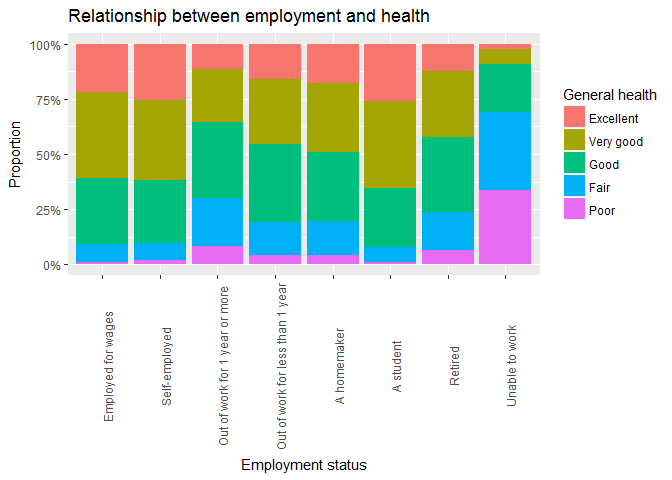 Relationship between employment and health
Proportion
100%
75%
50%
25%
0%
Employed for wages
Self-employed
Out of work for 1 year or more
Out of work for less than 1 year
A homemaker
A student
Retired
Unable to work
Employment status
General health
Excellent
Very good
Good
Fair
Poor